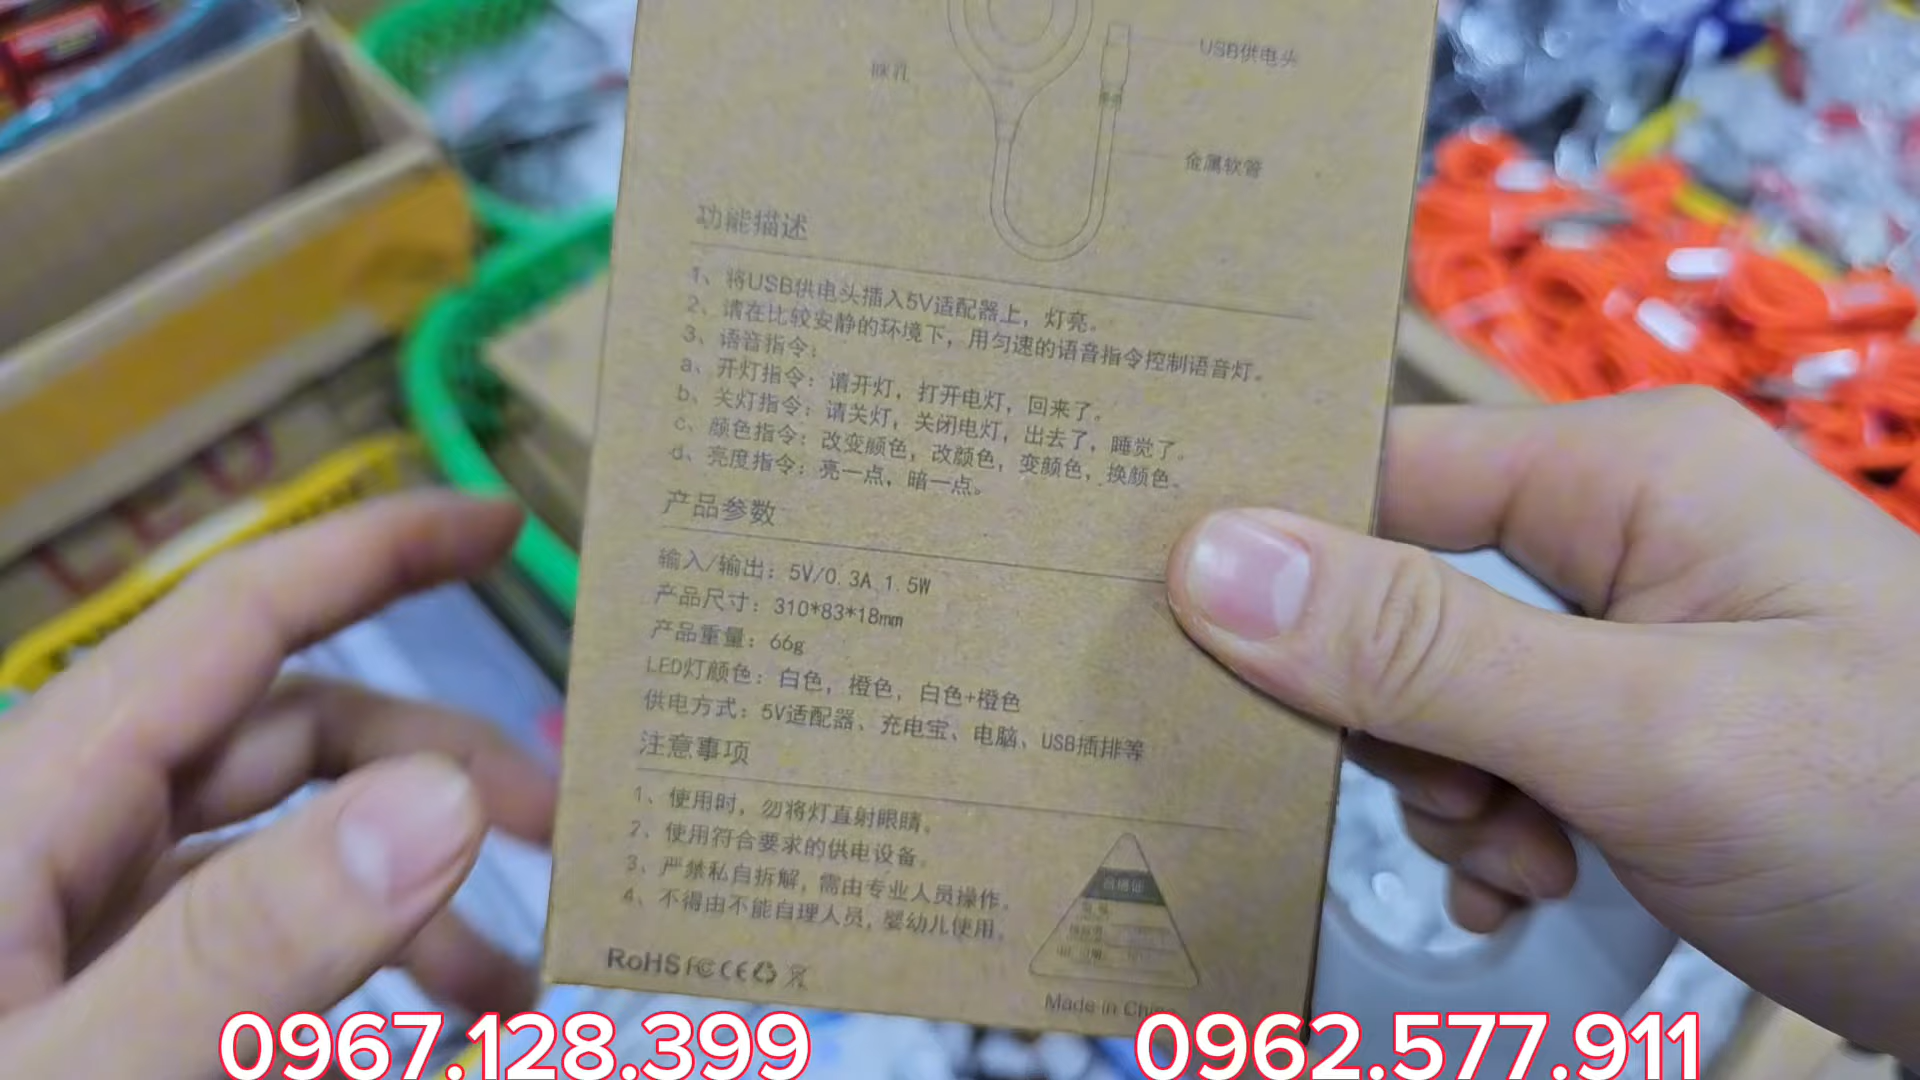 USB供电头
咪孔
金属软管
功能描述
1、将USB供电头插入5V适配器上，灯亮。
2、请在比较安静的环境下，用匀速的语音指令控制语音灯。
3、语音指令：
a、开灯指令：请开灯，打开电灯，回来了。
b、关灯指令：请关灯，关闭电灯，出去了，睡觉了。
c、颜色指令：改变颜色，改颜色，变颜色，换颜色。
d、亮度指令：亮一点，暗一点。
产品参数
输入/输出：5V/0.3A 1.5W
产品尺寸：310*83*18mm
产品重量：66g
LED灯颜色：白色，橙色，白色+橙色
供电方式：5V适配器、充电宝、电脑、USB插排等
注意事项
1、使用时，勿将灯直射眼睛。
2、使用符合要求的供电设备。
3、严禁私自拆解，需由专业人员操作。
4、不得由不能自理人员，婴幼儿使用。
合格证
RoHS FC CE
Made in China
0967.128.399
0962.577.911